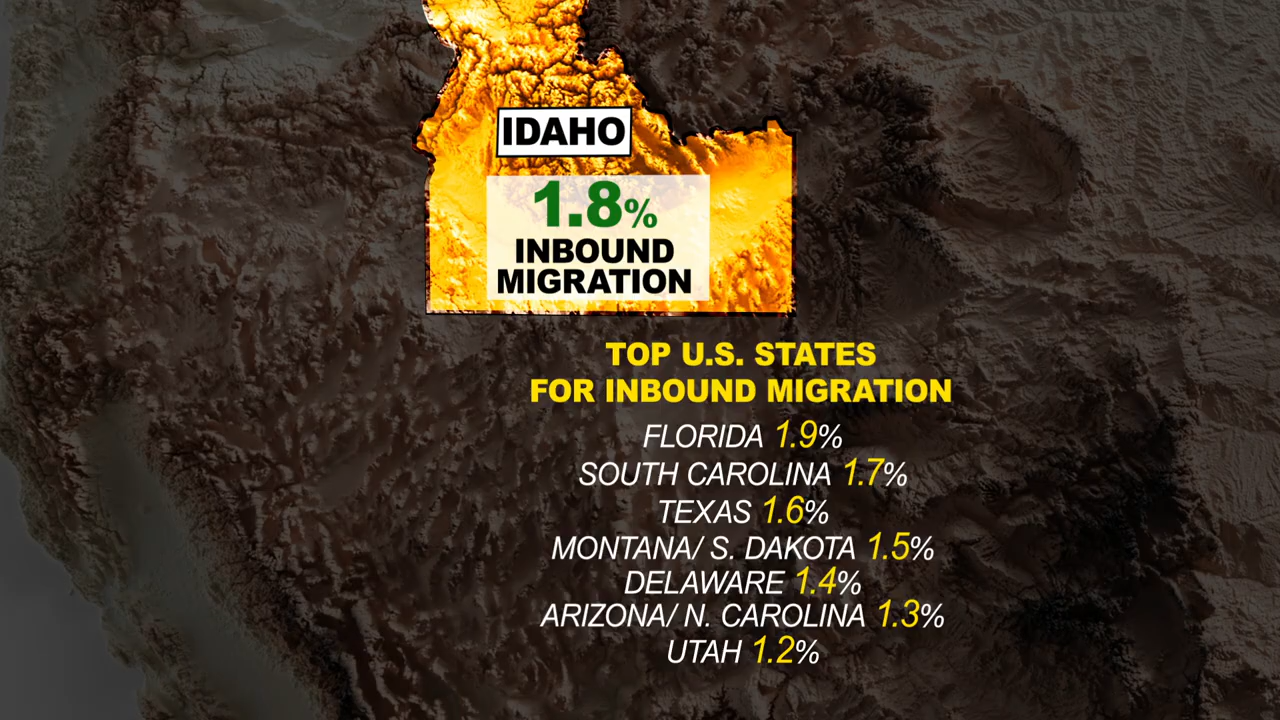 IDAHO
1.8%
INBOUND
MIGRATION
TOP U.S. STATES
FOR INBOUND MIGRATION
FLORIDA 1.9%
SOUTH CAROLINA 1.7%
TEXAS 1.6%
MONTANA/ S. DAKOTA 1.5%
DELAWARE 1.4%
ARIZONA/ N. CAROLINA 1.3%
UTAH 1.2%